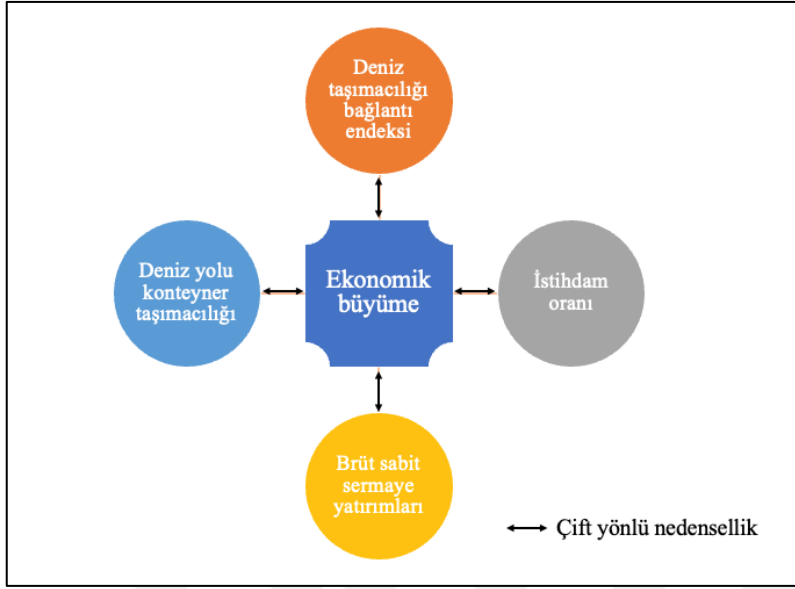 Deniz
taşımacılığı
bağlantı
endeksi
Deniz yolu
konteyner
taşımacılığı
Ekonomik
büyüme
İstihdam
oranı
Brüt sabit
sermaye
yatırımları
Çift yönlü nedensellik